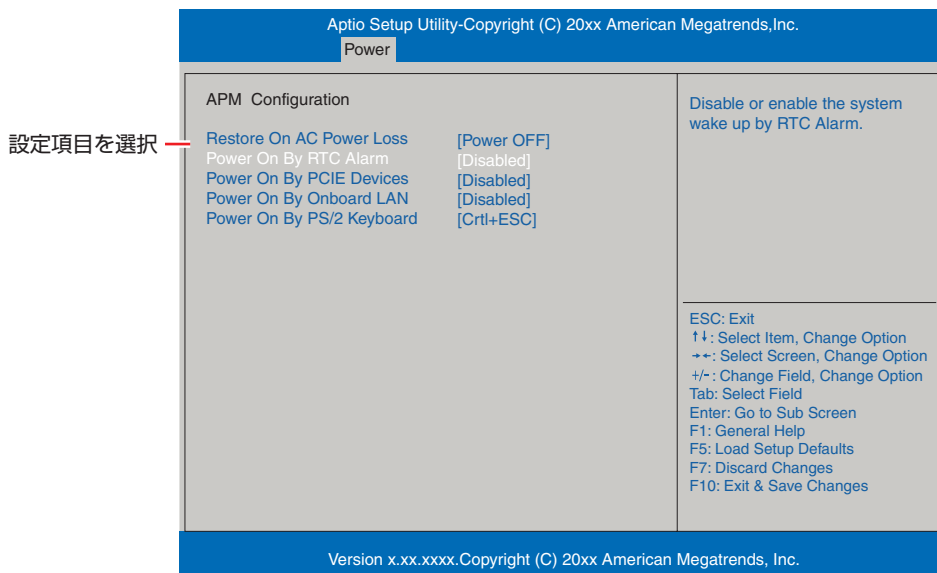 Aptio Setup Utility-Copyright (C) 20xx American Megatrends,Inc.
Power
設定項目を選択
APM Configuration
Restore On AC Power Loss [Power OFF]
Power On By RTC Alarm [Disabled]
Power On By PCIE Devices [Disabled]
Power On By Onboard LAN [Disabled]
Power On By PS/2 Keyboard [Crtl+ESC]
Disable or enable the system
wake up by RTC Alarm.
ESC: Exit
↑↓: Select Item, Change Option
→←: Select Screen, Change Option
+/-: Change Field, Change Option
Tab: Select Field
Enter: Go to Sub Screen
F1: General Help
F5: Load Setup Defaults
F7: Discard Changes
F10: Exit & Save Changes
Version x.xx.xxxx.Copyright (C) 20xx American Megatrends, Inc.